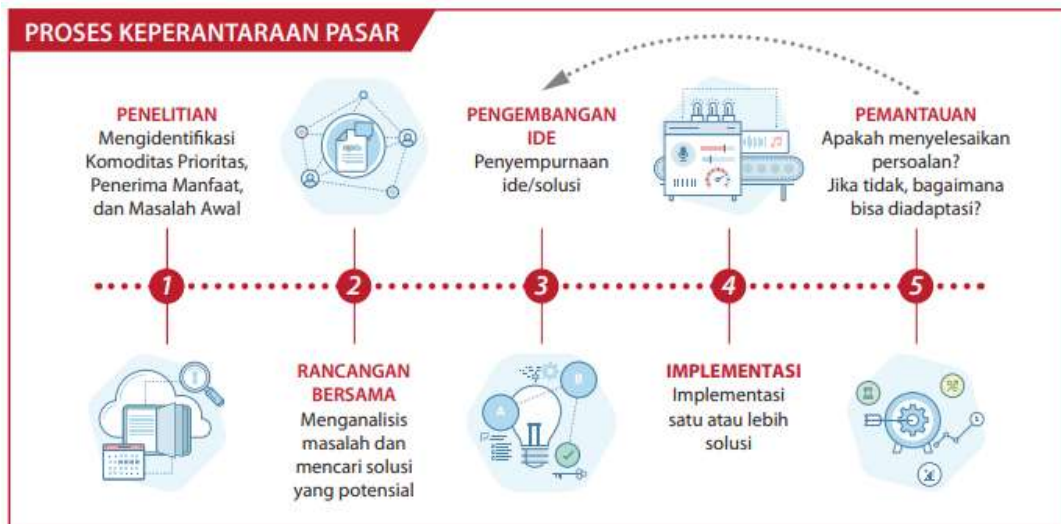 PROSES KEPERANTARAAN PASAR
PENELITIAN
Mengidentifikasi
Komoditas Prioritas,
Penerima Manfaat,
dan Masalah Awal
PENGEMBANGAN
IDE
Penyempurnaan
ide/solusi
PEMANTAUAN
Apakah menyelesaikan
persoalan?
Jika tidak, bagaimana
bisa diadaptasi?
1
2
3
4
5
RANCANGAN
BERSAMA
Menganalisis
masalah dan
mencari solusi
yang potensial
A
B
IMPLEMENTASI
Implementasi
satu atau lebih
solusi